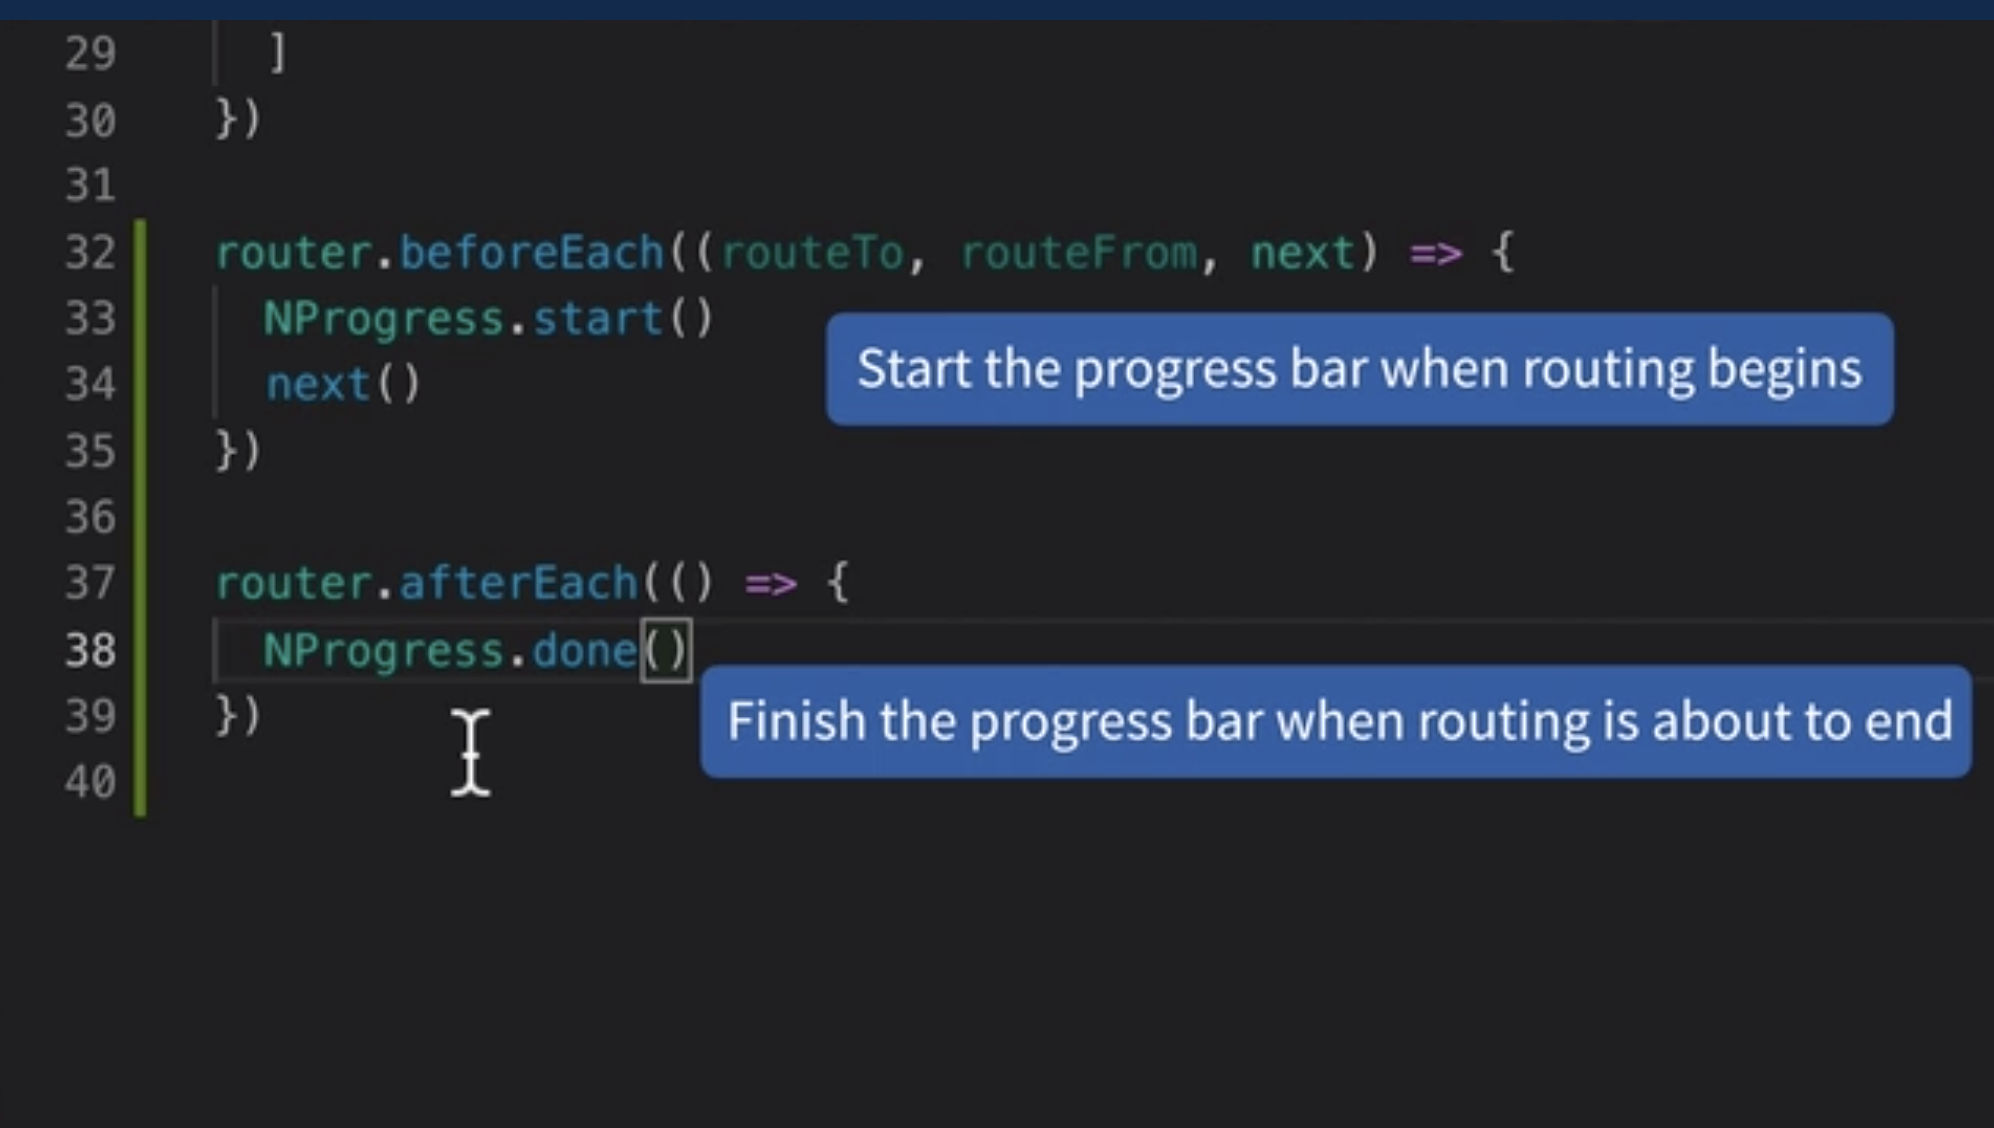 29 ]
30 })
31
32 router.beforeEach((routeTo, routeFrom, next) => {
33 NProgress.start()
Start the progress bar when routing begins
34 next()
35 })
36
37 router.afterEach(() => {
38 NProgress.done()
Finish the progress bar when routing is about to end
39 })
40